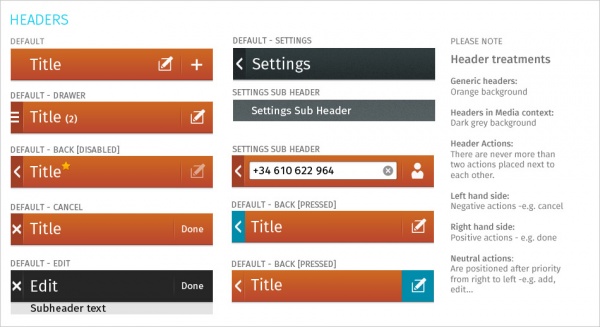 HEADERS
DEFAULT
Title
DEFAULT - DRAWER
Title (2)
DEFAULT - BACK [DISABLED]
Title
DEFAULT - CANCEL
Title
Done
DEFAULT - EDIT
Edit
Done
Subheader text
DEFAULT - SETTINGS
Settings
SETTINGS SUB HEADER
Settings Sub Header
SETTINGS SUB HEADER
+34 610 622 964
DEFAULT - BACK [PRESSED]
Title
DEFAULT - BACK [PRESSED]
Title
PLEASE NOTE
Header treatments
Generic headers:
Orange background
Headers in Media context:
Dark grey background
Header Actions:
There are never more than
two actions placed next to
each other.
Left hand side:
Negative actions -e.g. cancel
Right hand side:
Positive actions - e.g. done
Neutral actions:
Are positioned after priority
from right to left -e.g. add,
edit...